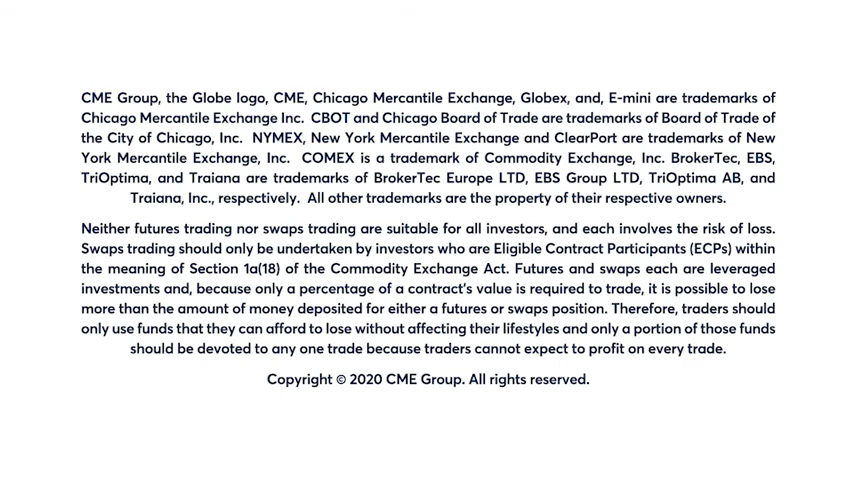 CME Group, the Globe logo, CME, Chicago Mercantile Exchange, Globex, and, E-mini are trademarks of
Chicago Mercantile Exchange Inc. CBOT and Chicago Board of Trade are trademarks of Board of Trade of
the City of Chicago, Inc. NYMEX, New York Mercantile Exchange and ClearPort are trademarks of New
York Mercantile Exchange, Inc. COMEX is a trademark of Commodity Exchange, Inc. BrokerTec, EBS,
TriOptima, and Traiana are trademarks of BrokerTec Europe LTD, EBS Group LTD, TriOptima AB, and
Traiana, Inc., respectively. All other trademarks are the property of their respective owners.
Neither futures trading nor swaps trading are suitable for all investors, and each involves the risk of loss.
Swaps trading should only be undertaken by investors who are Eligible Contract Participants (ECPs) within
the meaning of Section 1a(18) of the Commodity Exchange Act. Futures and swaps each are leveraged
investments and, because only a percentage of a contract's value is required to trade, it is possible to lose
more than the amount of money deposited for either a futures or swaps position. Therefore, traders should
only use funds that they can afford to lose without affecting their lifestyles and only a portion of those funds
should be devoted to any one trade because traders cannot expect to profit on every trade.
Copyright © 2020 CME Group. All rights reserved.